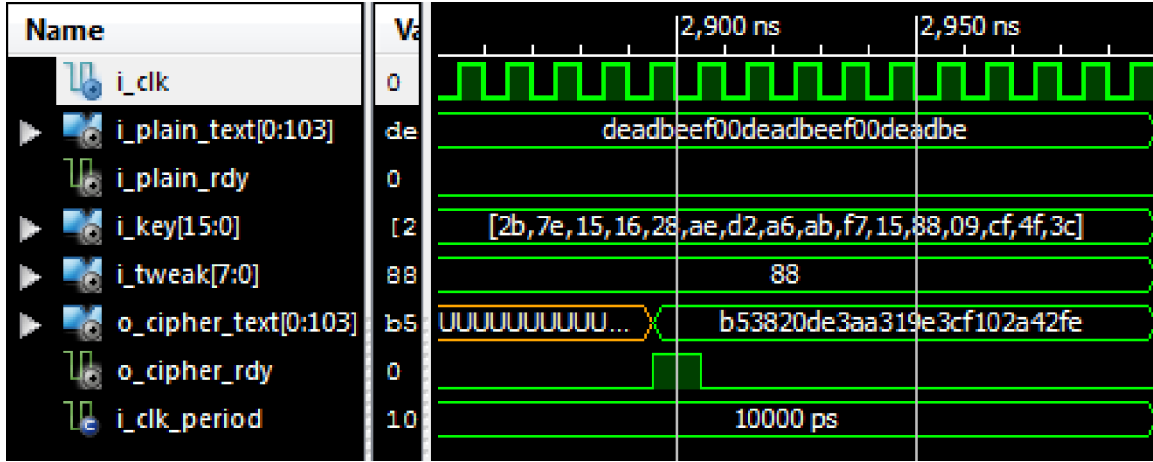 Name Va 2,900 ns 2,950 ns
i_clk 0
i_plain_text[0:103] de deadbeef00deadbeef00deadbe
i_plain_rdy 0
i_key[15:0] [2 [2b,7e,15,16,28,ae,d2,a6,ab,f7,15,88,09,cf,4f,3c]
i_tweak[7:0] 88 88
o_cipher_text[0:103] b5 UUUUUUUUUU... b53820de3aa319e3cf102a42fe
o_cipher_rdy 0
i_clk_period 10 10000 ps